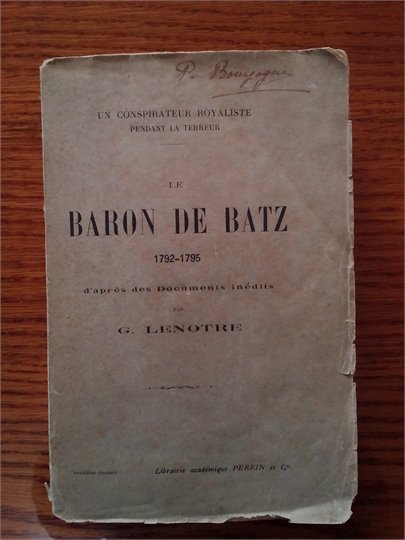 P. Bourgogne
UN CONSPIRATEUR ROYALISTE
PENDANT LA TERREUR
LE
BARON DE BATZ
1792-1795
d'après des Documents inédits
PAR
G. LENOTRE
Librairie académique PERRIN et Cie.